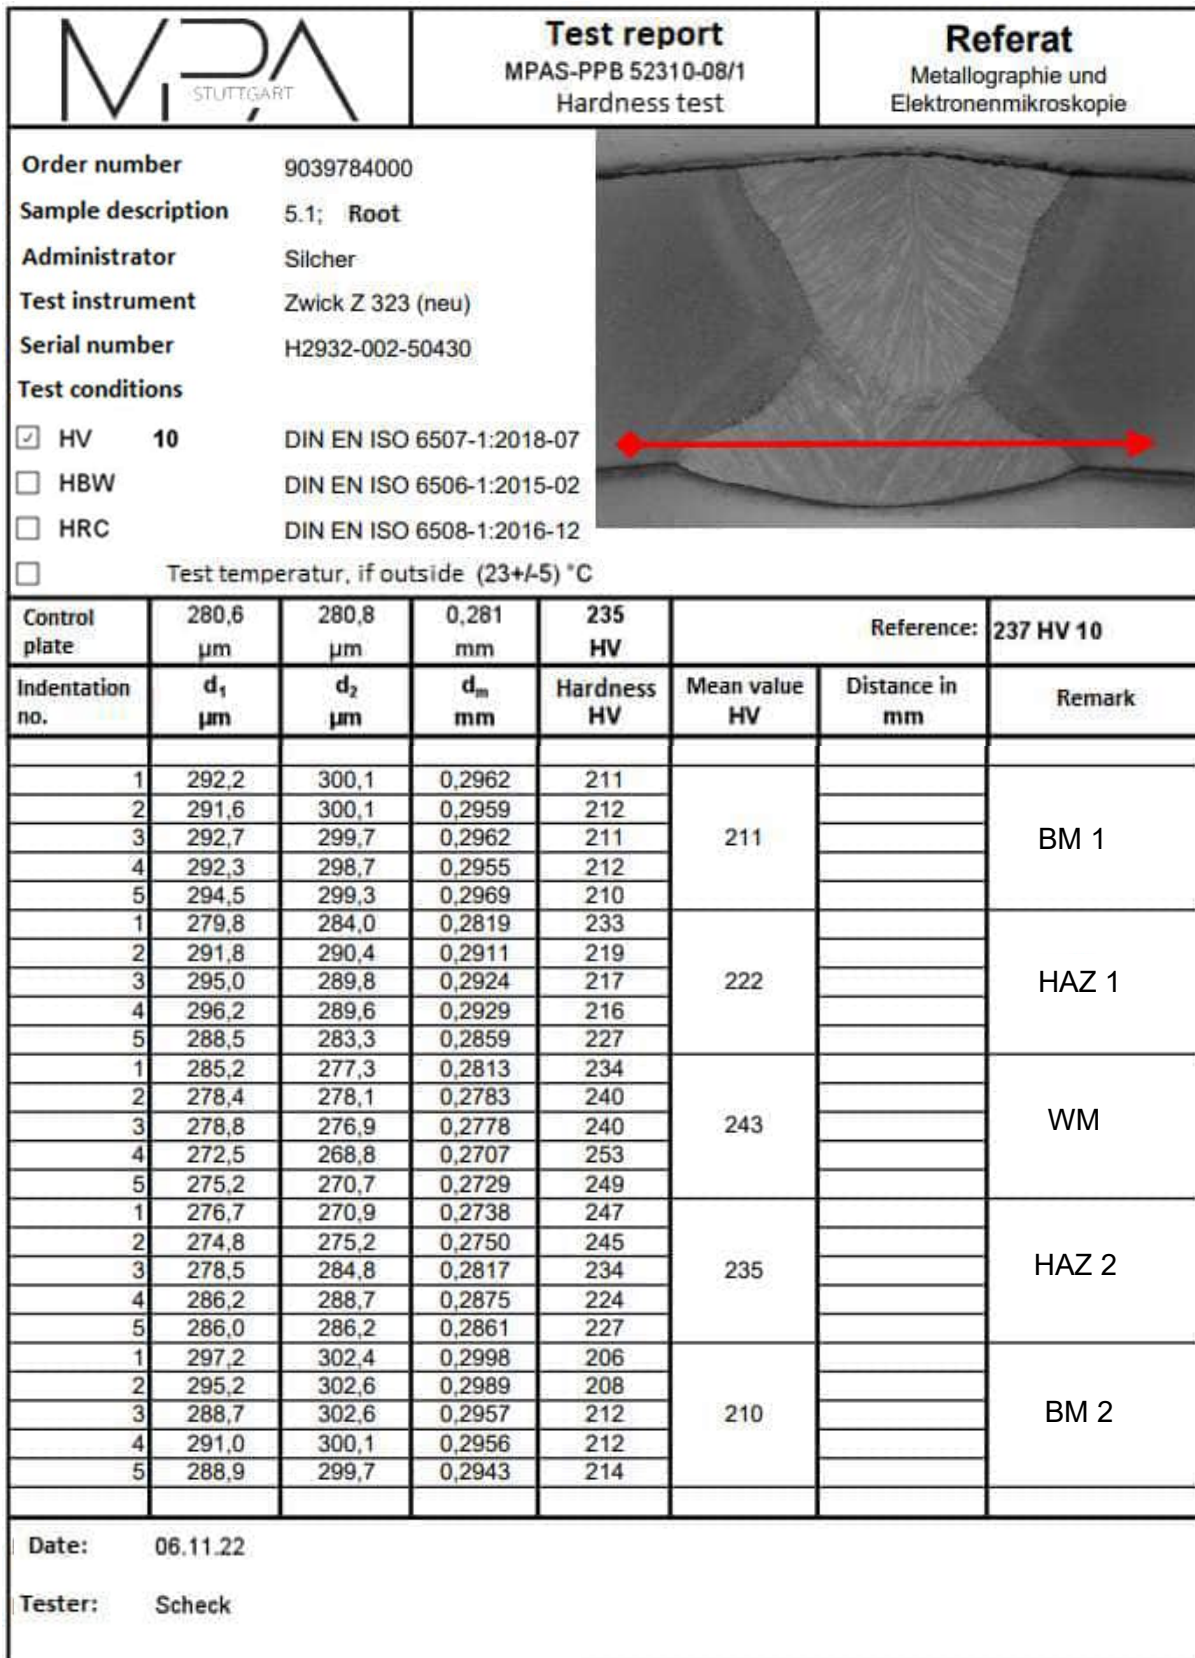 MPA
STUTTGART
Test report
MPAS-PPB 52310-08/1
Hardness test
Referat
Metallographie und
Elektronenmikroskopie
Order number 9039784000
Sample description 5.1; Root
Administrator Silcher
Test instrument Zwick Z 323 (neu)
Serial number H2932-002-50430
Test conditions
☑ HV 10 DIN EN ISO 6507-1:2018-07
☐ HBW DIN EN ISO 6506-1:2015-02
☐ HRC DIN EN ISO 6508-1:2016-12
☐ Test temperatur, if outside (23+/-5) °C
Control plate 280,6 µm 280,8 µm 0,281 mm 235 HV Reference: 237 HV 10
Indentation no. d₁ µm d₂ µm dₘ mm Hardness HV Mean value HV Distance in mm Remark
1 292,2 300,1 0,2962 211
2 291,6 300,1 0,2959 212
3 292,7 299,7 0,2962 211 211 BM 1
4 292,3 298,7 0,2955 212
5 294,5 299,3 0,2969 210
1 279,8 284,0 0,2819 233
2 291,8 290,4 0,2911 219
3 295,0 289,8 0,2924 217 222 HAZ 1
4 296,2 289,6 0,2929 216
5 288,5 283,3 0,2859 227
1 285,2 277,3 0,2813 234
2 278,4 278,1 0,2783 240
3 278,8 276,9 0,2778 240 243 WM
4 272,5 268,8 0,2707 253
5 275,2 270,7 0,2729 249
1 276,7 270,9 0,2738 247
2 274,8 275,2 0,2750 245
3 278,5 284,8 0,2817 234 235 HAZ 2
4 286,2 288,7 0,2875 224
5 286,0 286,2 0,2861 227
1 297,2 302,4 0,2998 206
2 295,2 302,6 0,2989 208
3 288,7 302,6 0,2957 212 210 BM 2
4 291,0 300,1 0,2956 212
5 288,9 299,7 0,2943 214
Date: 06.11.22
Tester: Scheck